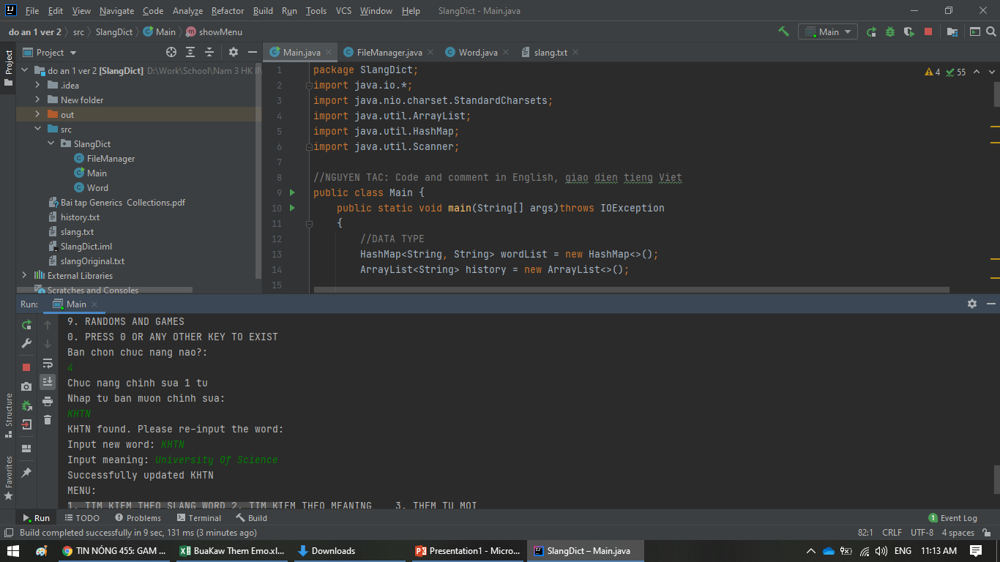 File Edit View Navigate Code Analyze Refactor Build Run Tools VCS Window Help SlangDict - Main.java
do an 1 ver 2 src SlangDict Main showMenu Main
Project
Main.java FileManager.java Word.java slang.txt
do an 1 ver 2 [SlangDict] D:\Work\School\Nam 3 HK II\
.idea
New folder
out
src
SlangDict
FileManager
Main
Word
Bai tap Generics Collections.pdf
history.txt
slang.txt
SlangDict.iml
slangOriginal.txt
External Libraries
Scratches and Consoles
1 package SlangDict;
2 import java.io.*;
3 import java.nio.charset.StandardCharsets;
4 import java.util.ArrayList;
5 import java.util.HashMap;
6 import java.util.Scanner;
7
8 //NGUYEN TAC: Code and comment in English, giao dien tieng Viet
9 public class Main {
10 public static void main(String[] args)throws IOException
11 {
12 //DATA TYPE
13 HashMap<String, String> wordList = new HashMap<>();
14 ArrayList<String> history = new ArrayList<>();
15
4 55
Project
Structure
Favorites
Run: Main
9. RANDOMS AND GAMES
0. PRESS 0 OR ANY OTHER KEY TO EXIST
Ban chon chuc nang nao?:
4
Chuc nang chinh sua 1 tu
Nhap tu ban muon chinh sua:
KHTN
KHTN found. Please re-input the word:
Input new word: KHTN
Input meaning: University Of Science
Successfully updated KHTN
MENU:
1. TIM KIEM THEO SLANG WORD 2. TIM KIEM THEO MEANING 3. THEM TU MOI
Run TODO Problems Terminal Build 1 Event Log
Build completed successfully in 9 sec, 131 ms (3 minutes ago) 82:1 CRLF UTF-8 4 spaces
TIN NÓNG 455: GAM ... BuaKaw Them Emo.xl... Downloads Presentation1 - Micro... SlangDict – Main.java ENG 11:13 AM